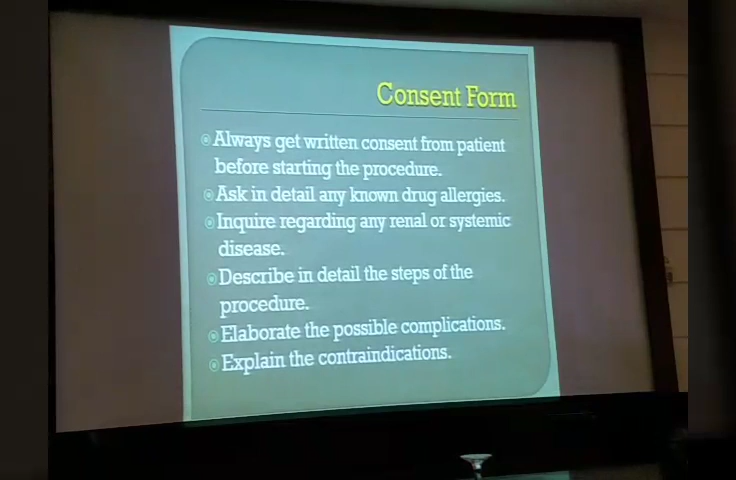 Consent Form
Always get written consent from patient
before starting the procedure.
Ask in detail any known drug allergies.
Inquire regarding any renal or systemic
disease.
Describe in detail the steps of the
procedure.
Elaborate the possible complications.
Explain the contraindications.